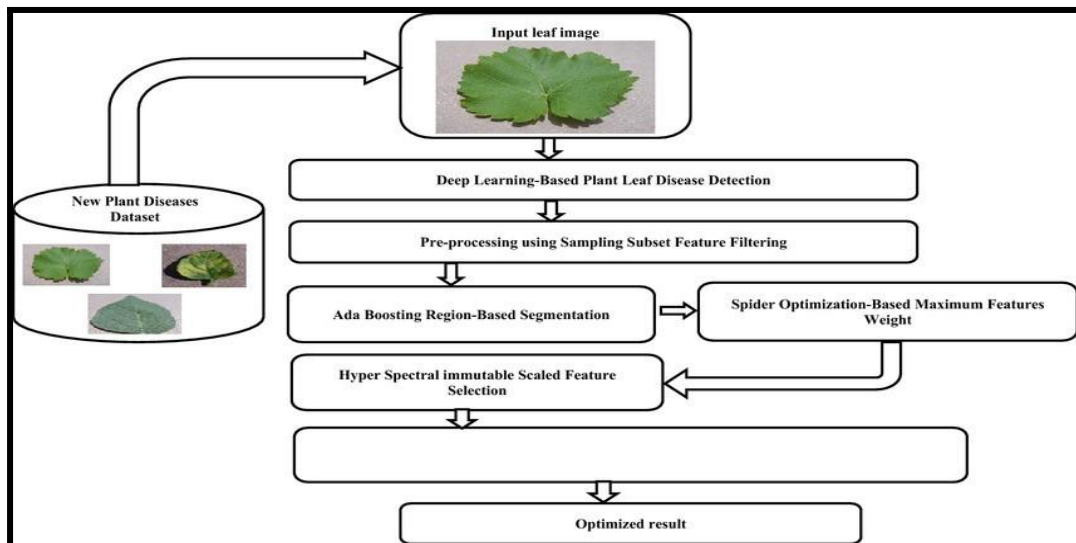 Input leaf image
New Plant Diseases
Dataset
Deep Learning-Based Plant Leaf Disease Detection
Pre-processing using Sampling Subset Feature Filtering
Ada Boosting Region-Based Segmentation
Spider Optimization-Based Maximum Features
Weight
Hyper Spectral immutable Scaled Feature
Selection
Optimized result